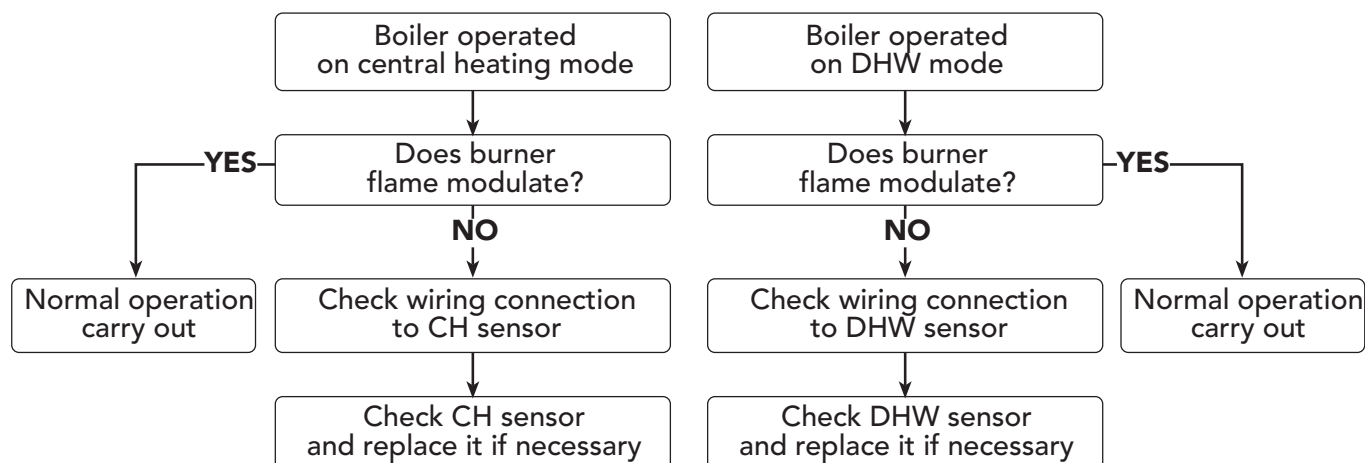 Boiler operated
on central heating mode
Does burner
flame modulate?
YES
NO
Normal operation
carry out
Check wiring connection
to CH sensor
Check CH sensor
and replace it if necessary
Boiler operated
on DHW mode
Does burner
flame modulate?
YES
NO
Check wiring connection
to DHW sensor
Normal operation
carry out
Check DHW sensor
and replace it if necessary